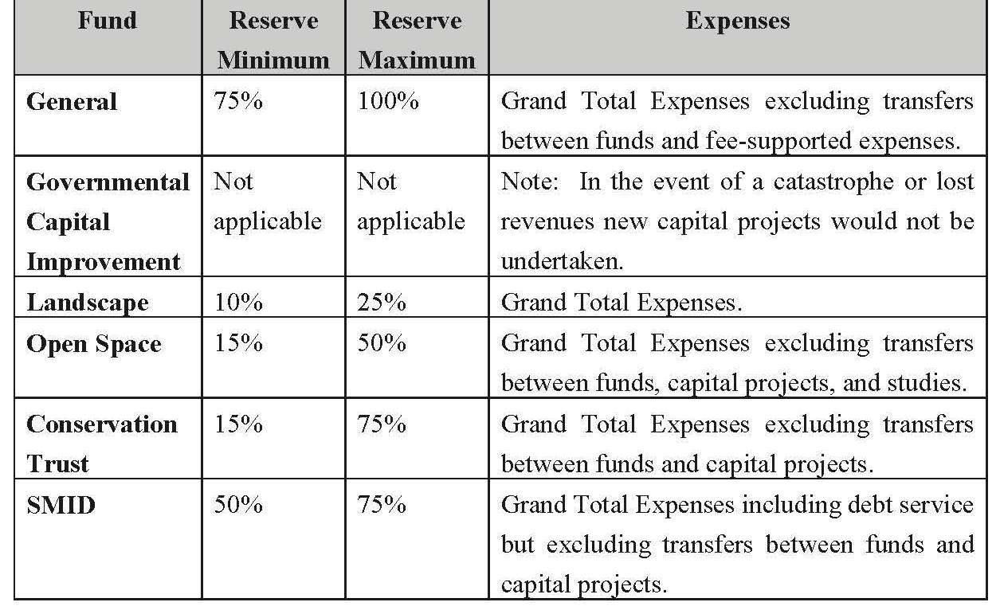 Fund Reserve Minimum Reserve Maximum Expenses
General 75% 100% Grand Total Expenses excluding transfers
between funds and fee-supported expenses.
Governmental Not Not Note: In the event of a catastrophe or lost
Capital applicable applicable revenues new capital projects would not be
Improvement undertaken.
Landscape 10% 25% Grand Total Expenses.
Open Space 15% 50% Grand Total Expenses excluding transfers
between funds, capital projects, and studies.
Conservation 15% 75% Grand Total Expenses excluding transfers
Trust between funds and capital projects.
SMID 50% 75% Grand Total Expenses including debt service
but excluding transfers between funds and
capital projects.